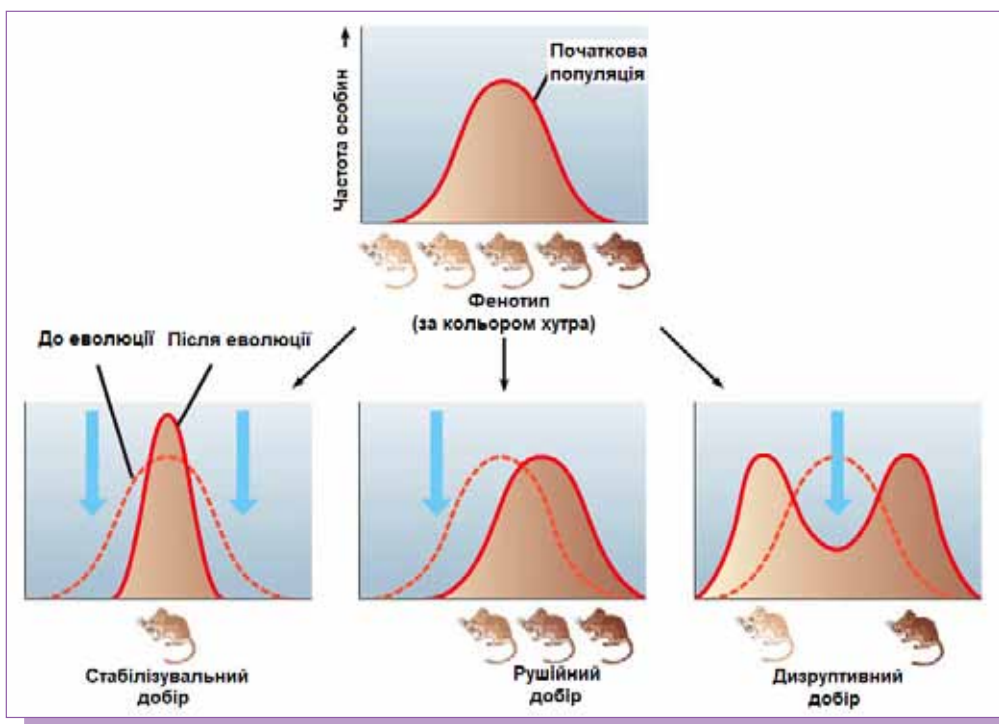 Частота особин
Початкова
популяція
Фенотип
(за кольором хутра)
До еволюції
Після еволюції
Стабілізувальний
добір
Рушійний
добір
Дизруптивний
добір